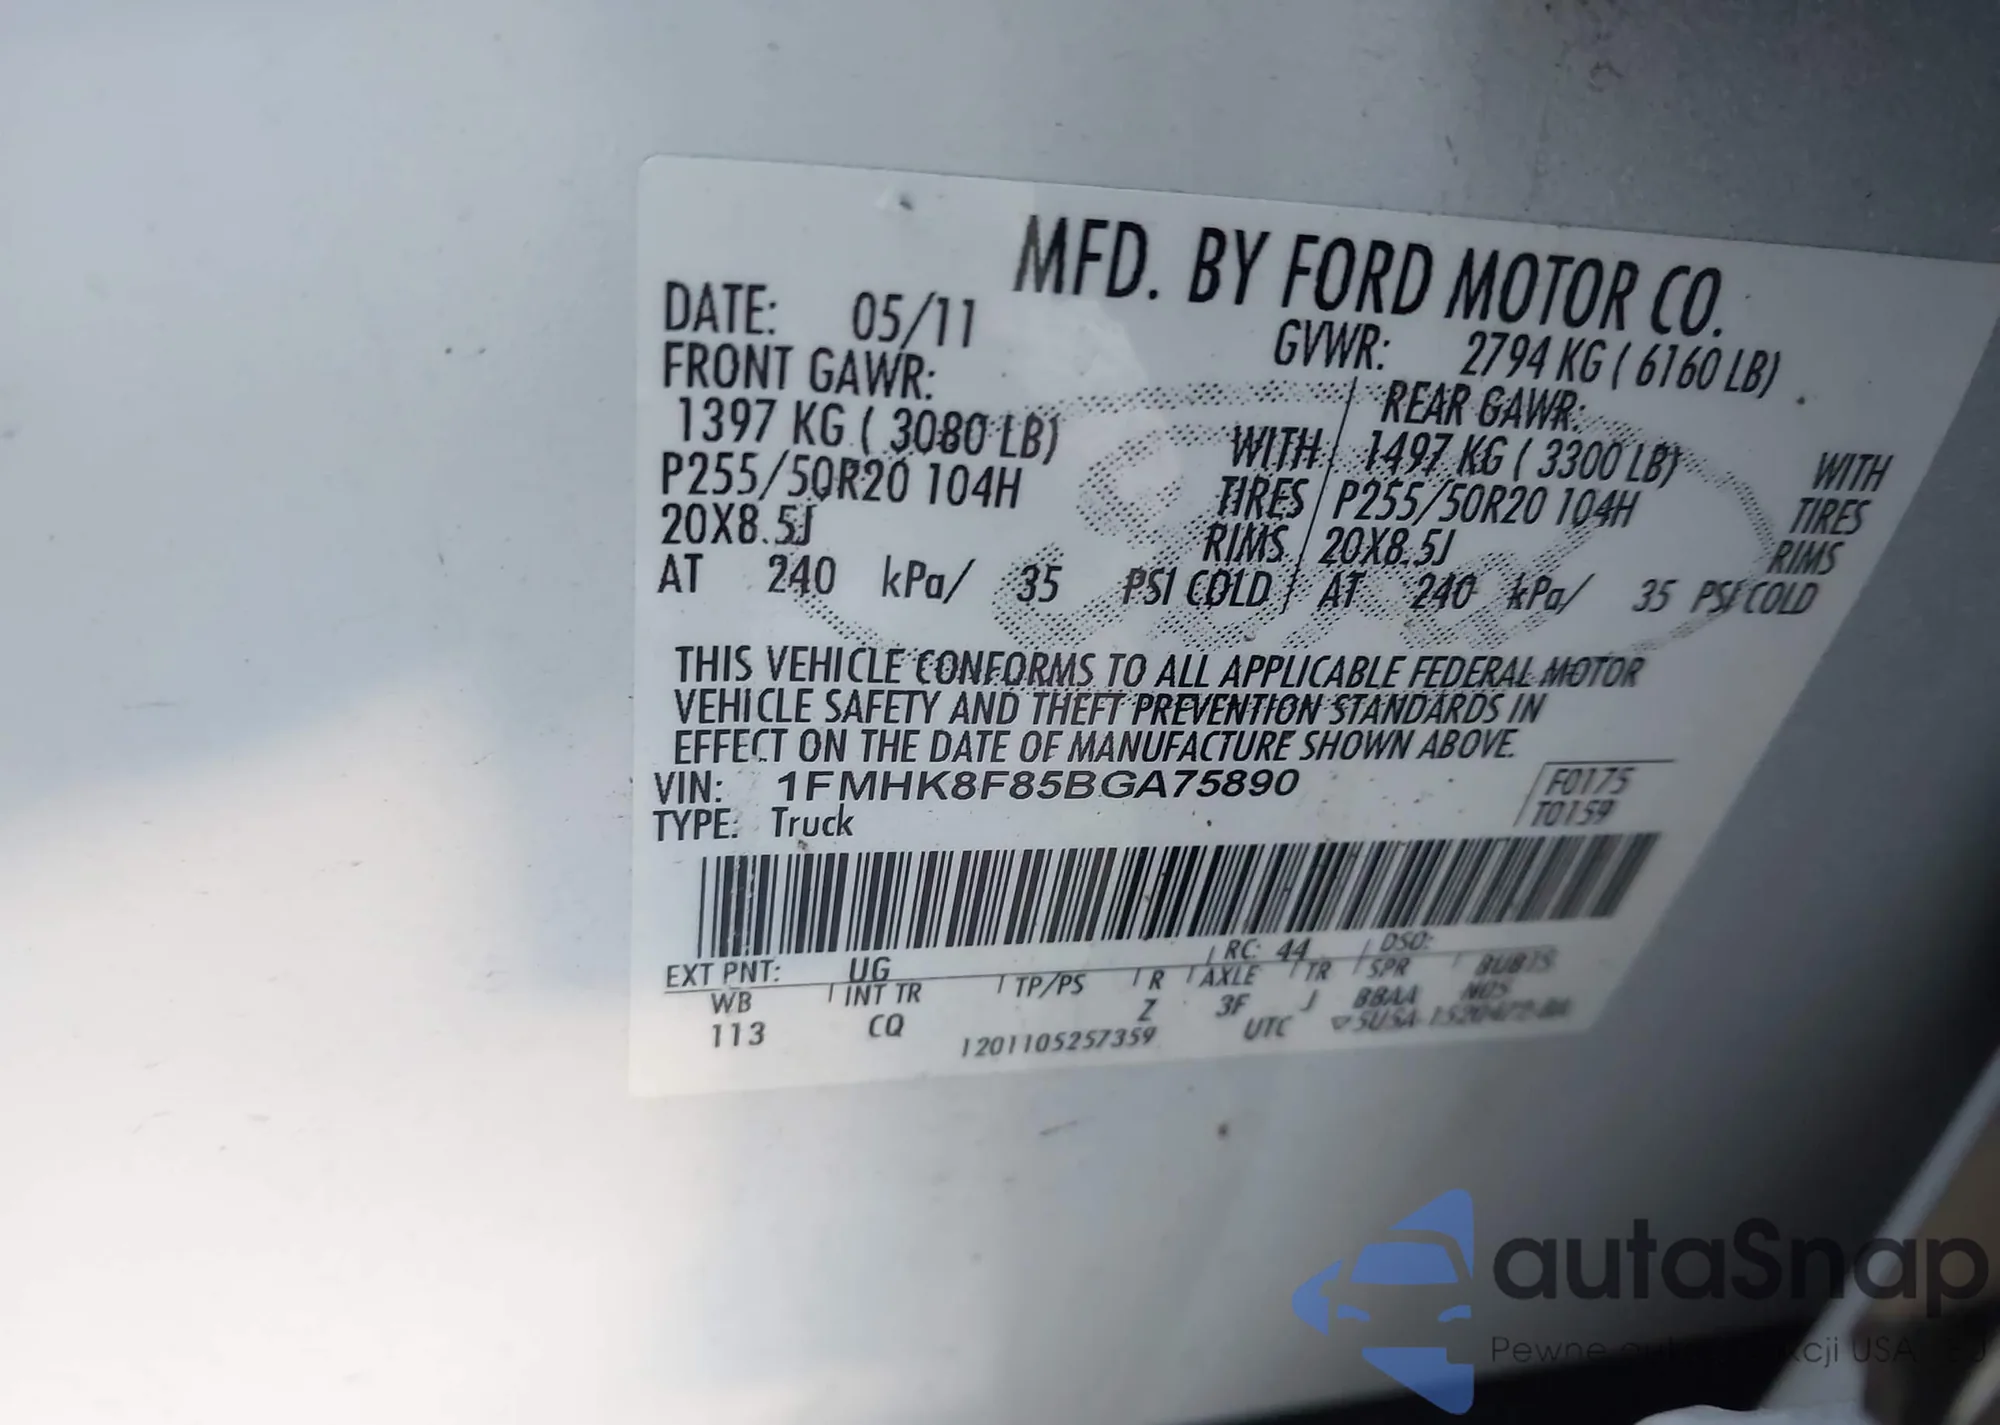 MFD. BY FORD MOTOR CO.
DATE: 05/11 GVWR: 2794 KG ( 6160 LB)
FRONT GAWR: REAR GAWR:
1397 KG ( 3080 LB) WITH 1497 KG ( 3300 LB) WITH
P255/50R20 104H TIRES P255/50R20 104H TIRES
20X8.5J RIMS 20X8.5J RIMS
AT 240 kPa/ 35 PSI COLD AT 240 kPa/ 35 PSI COLD
THIS VEHICLE CONFORMS TO ALL APPLICABLE FEDERAL MOTOR
VEHICLE SAFETY AND THEFT PREVENTION STANDARDS IN
EFFECT ON THE DATE OF MANUFACTURE SHOWN ABOVE.
VIN: 1FMHK8F85BGA75890 F0175
TYPE: Truck T0159
EXT PNT: UG RC: 44 DSO:
WB INT TR TP/PS R AXLE TR SPR
113 CQ Z 3F J BBAA
1201105257359 UTC
autaSnap
Pewne USA